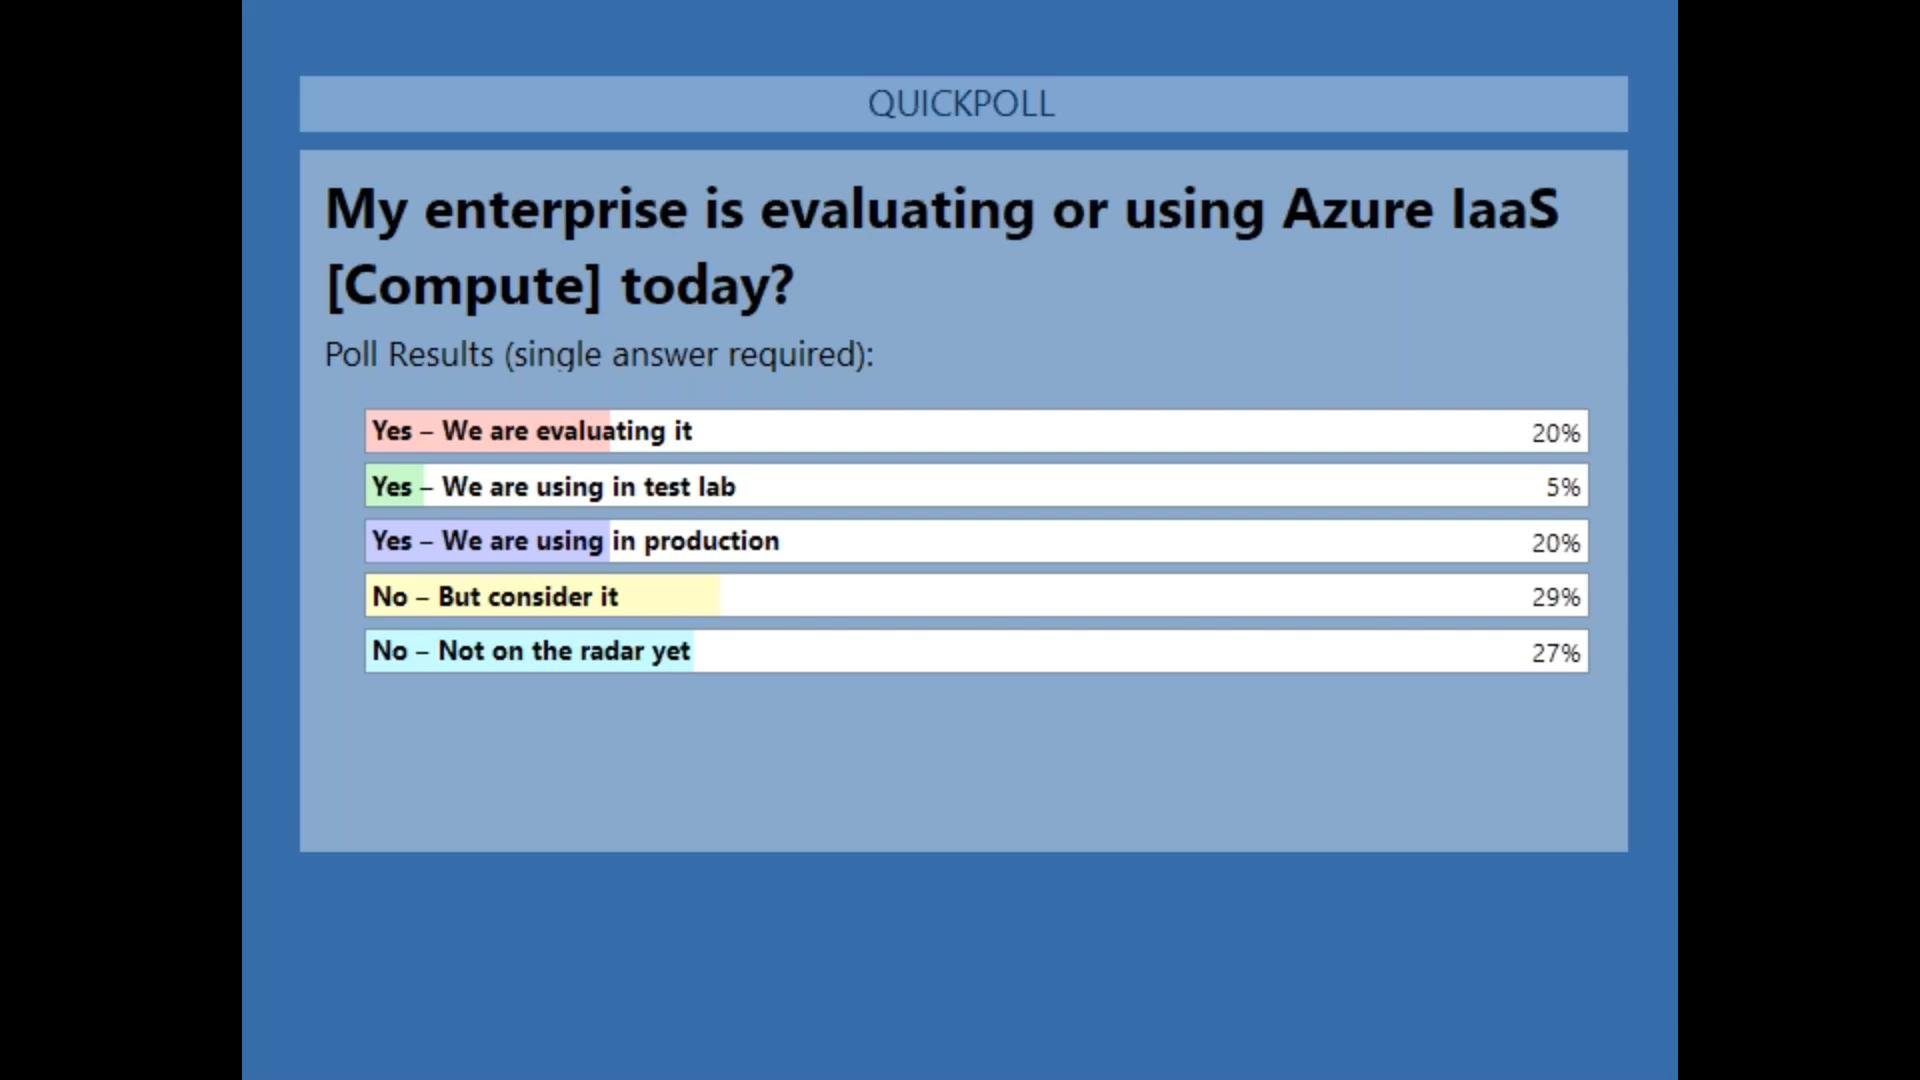 QUICKPOLL
My enterprise is evaluating or using Azure IaaS
[Compute] today?
Poll Results (single answer required):
Yes – We are evaluating it 20%
Yes – We are using in test lab 5%
Yes – We are using in production 20%
No – But consider it 29%
No – Not on the radar yet 27%